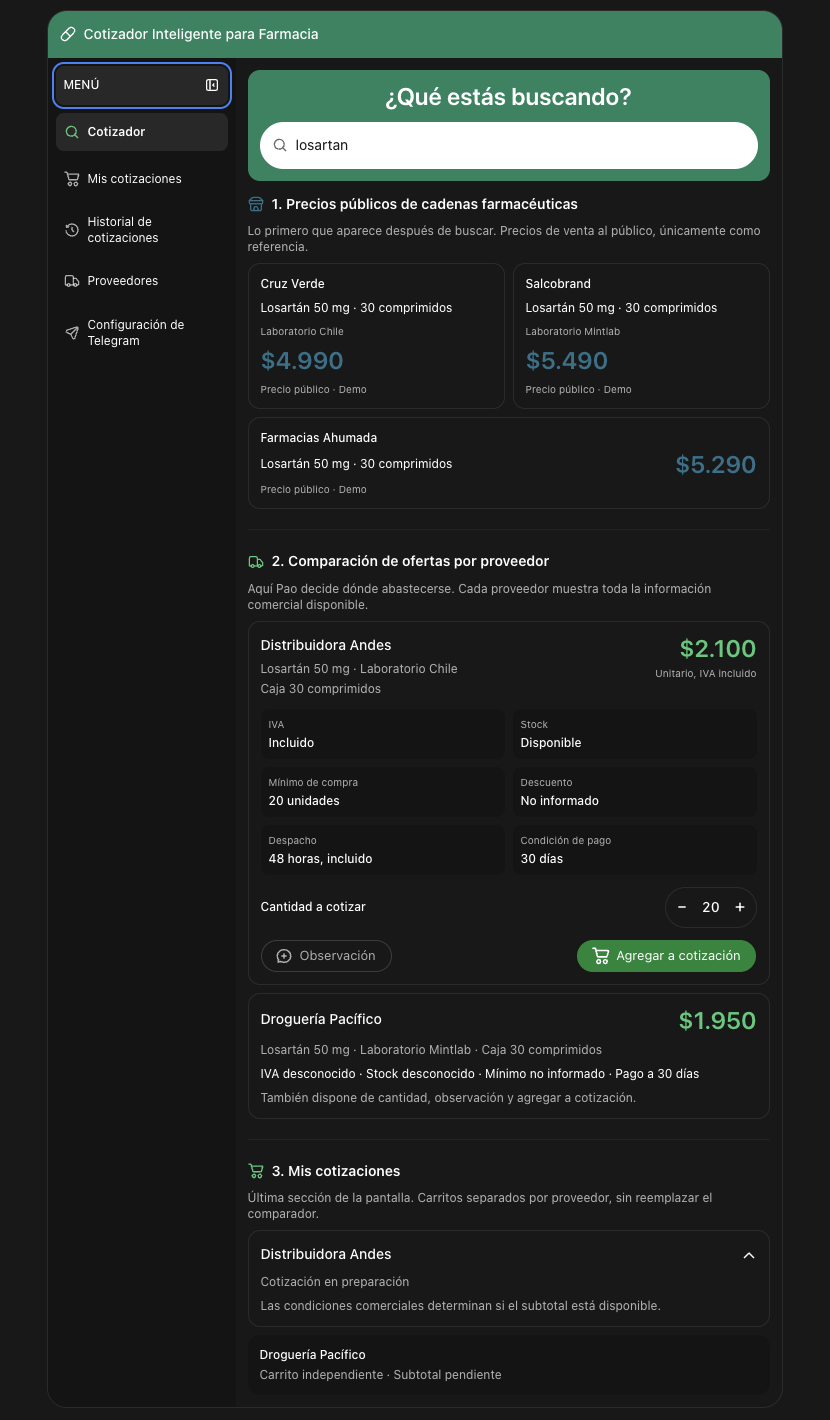 Cotizador Inteligente para Farmacia
MENÚ
Cotizador
Mis cotizaciones
Historial de
cotizaciones
Proveedores
Configuración de
Telegram
¿Qué estás buscando?
losartan
1. Precios públicos de cadenas farmacéuticas
Lo primero que aparece después de buscar. Precios de venta al público, únicamente como
referencia.
Cruz Verde
Losartán 50 mg · 30 comprimidos
Laboratorio Chile
$4.990
Precio público · Demo
Salcobrand
Losartán 50 mg · 30 comprimidos
Laboratorio Mintlab
$5.490
Precio público · Demo
Farmacias Ahumada
Losartán 50 mg · 30 comprimidos
Precio público · Demo
$5.290
2. Comparación de ofertas por proveedor
Aquí Pao decide dónde abastecerse. Cada proveedor muestra toda la información
comercial disponible.
Distribuidora Andes
Losartán 50 mg · Laboratorio Chile
Caja 30 comprimidos
$2.100
Unitario, IVA incluido
IVA
Incluido
Stock
Disponible
Mínimo de compra
20 unidades
Descuento
No informado
Despacho
48 horas, incluido
Condición de pago
30 días
Cantidad a cotizar
− 20 +
Observación
Agregar a cotización
Droguería Pacífico
$1.950
Losartán 50 mg · Laboratorio Mintlab · Caja 30 comprimidos
IVA desconocido · Stock desconocido · Mínimo no informado · Pago a 30 días
También dispone de cantidad, observación y agregar a cotización.
3. Mis cotizaciones
Última sección de la pantalla. Carritos separados por proveedor, sin reemplazar el
comparador.
Distribuidora Andes
Cotización en preparación
Las condiciones comerciales determinan si el subtotal está disponible.
Droguería Pacífico
Carrito independiente · Subtotal pendiente